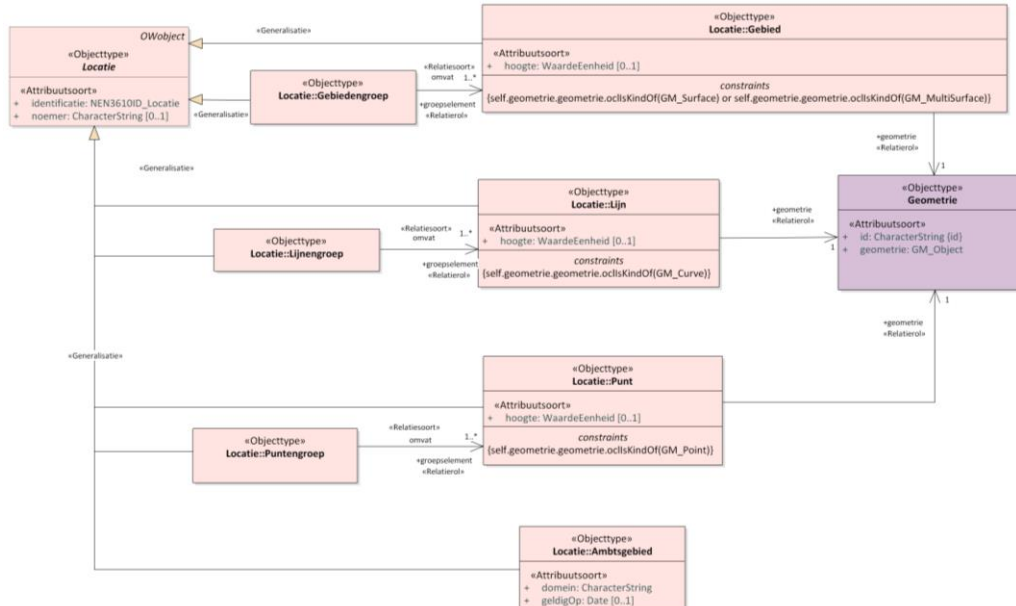 OWobject
«Objecttype»
Locatie
«Attribuutsoort»
+ identificatie: NEN3610ID_Locatie
+ noemer: CharacterString [0..1]
«Generalisatie»
«Objecttype»
Locatie::Gebied
«Attribuutsoort»
+ hoogte: WaardeEenheid [0..1]
constraints
{self.geometrie.geometrie.oclIsKindOf(GM_Surface) or self.geometrie.geometrie.oclIsKindOf(GM_MultiSurface)}
«Generalisatie»
«Objecttype»
Locatie::Gebiedengroep
«Relatiesoort»
omvat
1..*
+groepselement
«Relatierol»
+geometrie
«Relatierol»
1
«Generalisatie»
«Objecttype»
Locatie::Lijn
«Attribuutsoort»
+ hoogte: WaardeEenheid [0..1]
constraints
{self.geometrie.geometrie.oclIsKindOf(GM_Curve)}
+geometrie
«Relatierol»
1
«Objecttype»
Geometrie
«Attribuutsoort»
+ id: CharacterString {id}
+ geometrie: GM_Object
«Objecttype»
Locatie::Lijnengroep
«Relatiesoort»
omvat
1..*
+groepselement
«Relatierol»
1
+geometrie
«Relatierol»
«Generalisatie»
«Objecttype»
Locatie::Punt
«Attribuutsoort»
+ hoogte: WaardeEenheid [0..1]
constraints
{self.geometrie.geometrie.oclIsKindOf(GM_Point)}
«Objecttype»
Locatie::Puntengroep
«Relatiesoort»
omvat
1..*
+groepselement
«Relatierol»
«Objecttype»
Locatie::Ambtsgebied
«Attribuutsoort»
+ domein: CharacterString
+ geldigOp: Date [0..1]